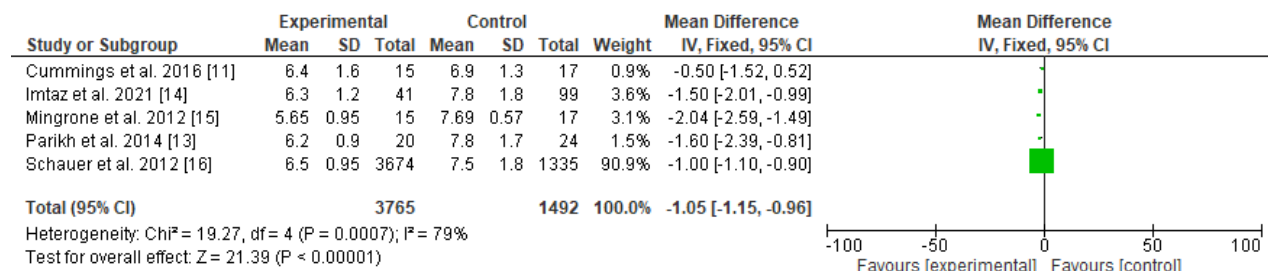 Experimental Control Mean Difference Mean Difference
Study or Subgroup Mean SD Total Mean SD Total Weight IV, Fixed, 95% CI IV, Fixed, 95% CI
Cummings et al. 2016 [11] 6.4 1.6 15 6.9 1.3 17 0.9% -0.50 [-1.52, 0.52]
Imtaz et al. 2021 [14] 6.3 1.2 41 7.8 1.8 99 3.6% -1.50 [-2.01, -0.99]
Mingrone et al. 2012 [15] 5.65 0.95 15 7.69 0.57 17 3.1% -2.04 [-2.59, -1.49]
Parikh et al. 2014 [13] 6.2 0.9 20 7.8 1.7 24 1.5% -1.60 [-2.39, -0.81]
Schauer et al. 2012 [16] 6.5 0.95 3674 7.5 1.8 1335 90.9% -1.00 [-1.10, -0.90]
Total (95% CI) 3765 1492 100.0% -1.05 [-1.15, -0.96]
Heterogeneity: Chi² = 19.27, df = 4 (P = 0.0007); I² = 79%
Test for overall effect: Z = 21.39 (P < 0.00001)
-100 -50 0 50 100
Favours [experimental] Favours [control]